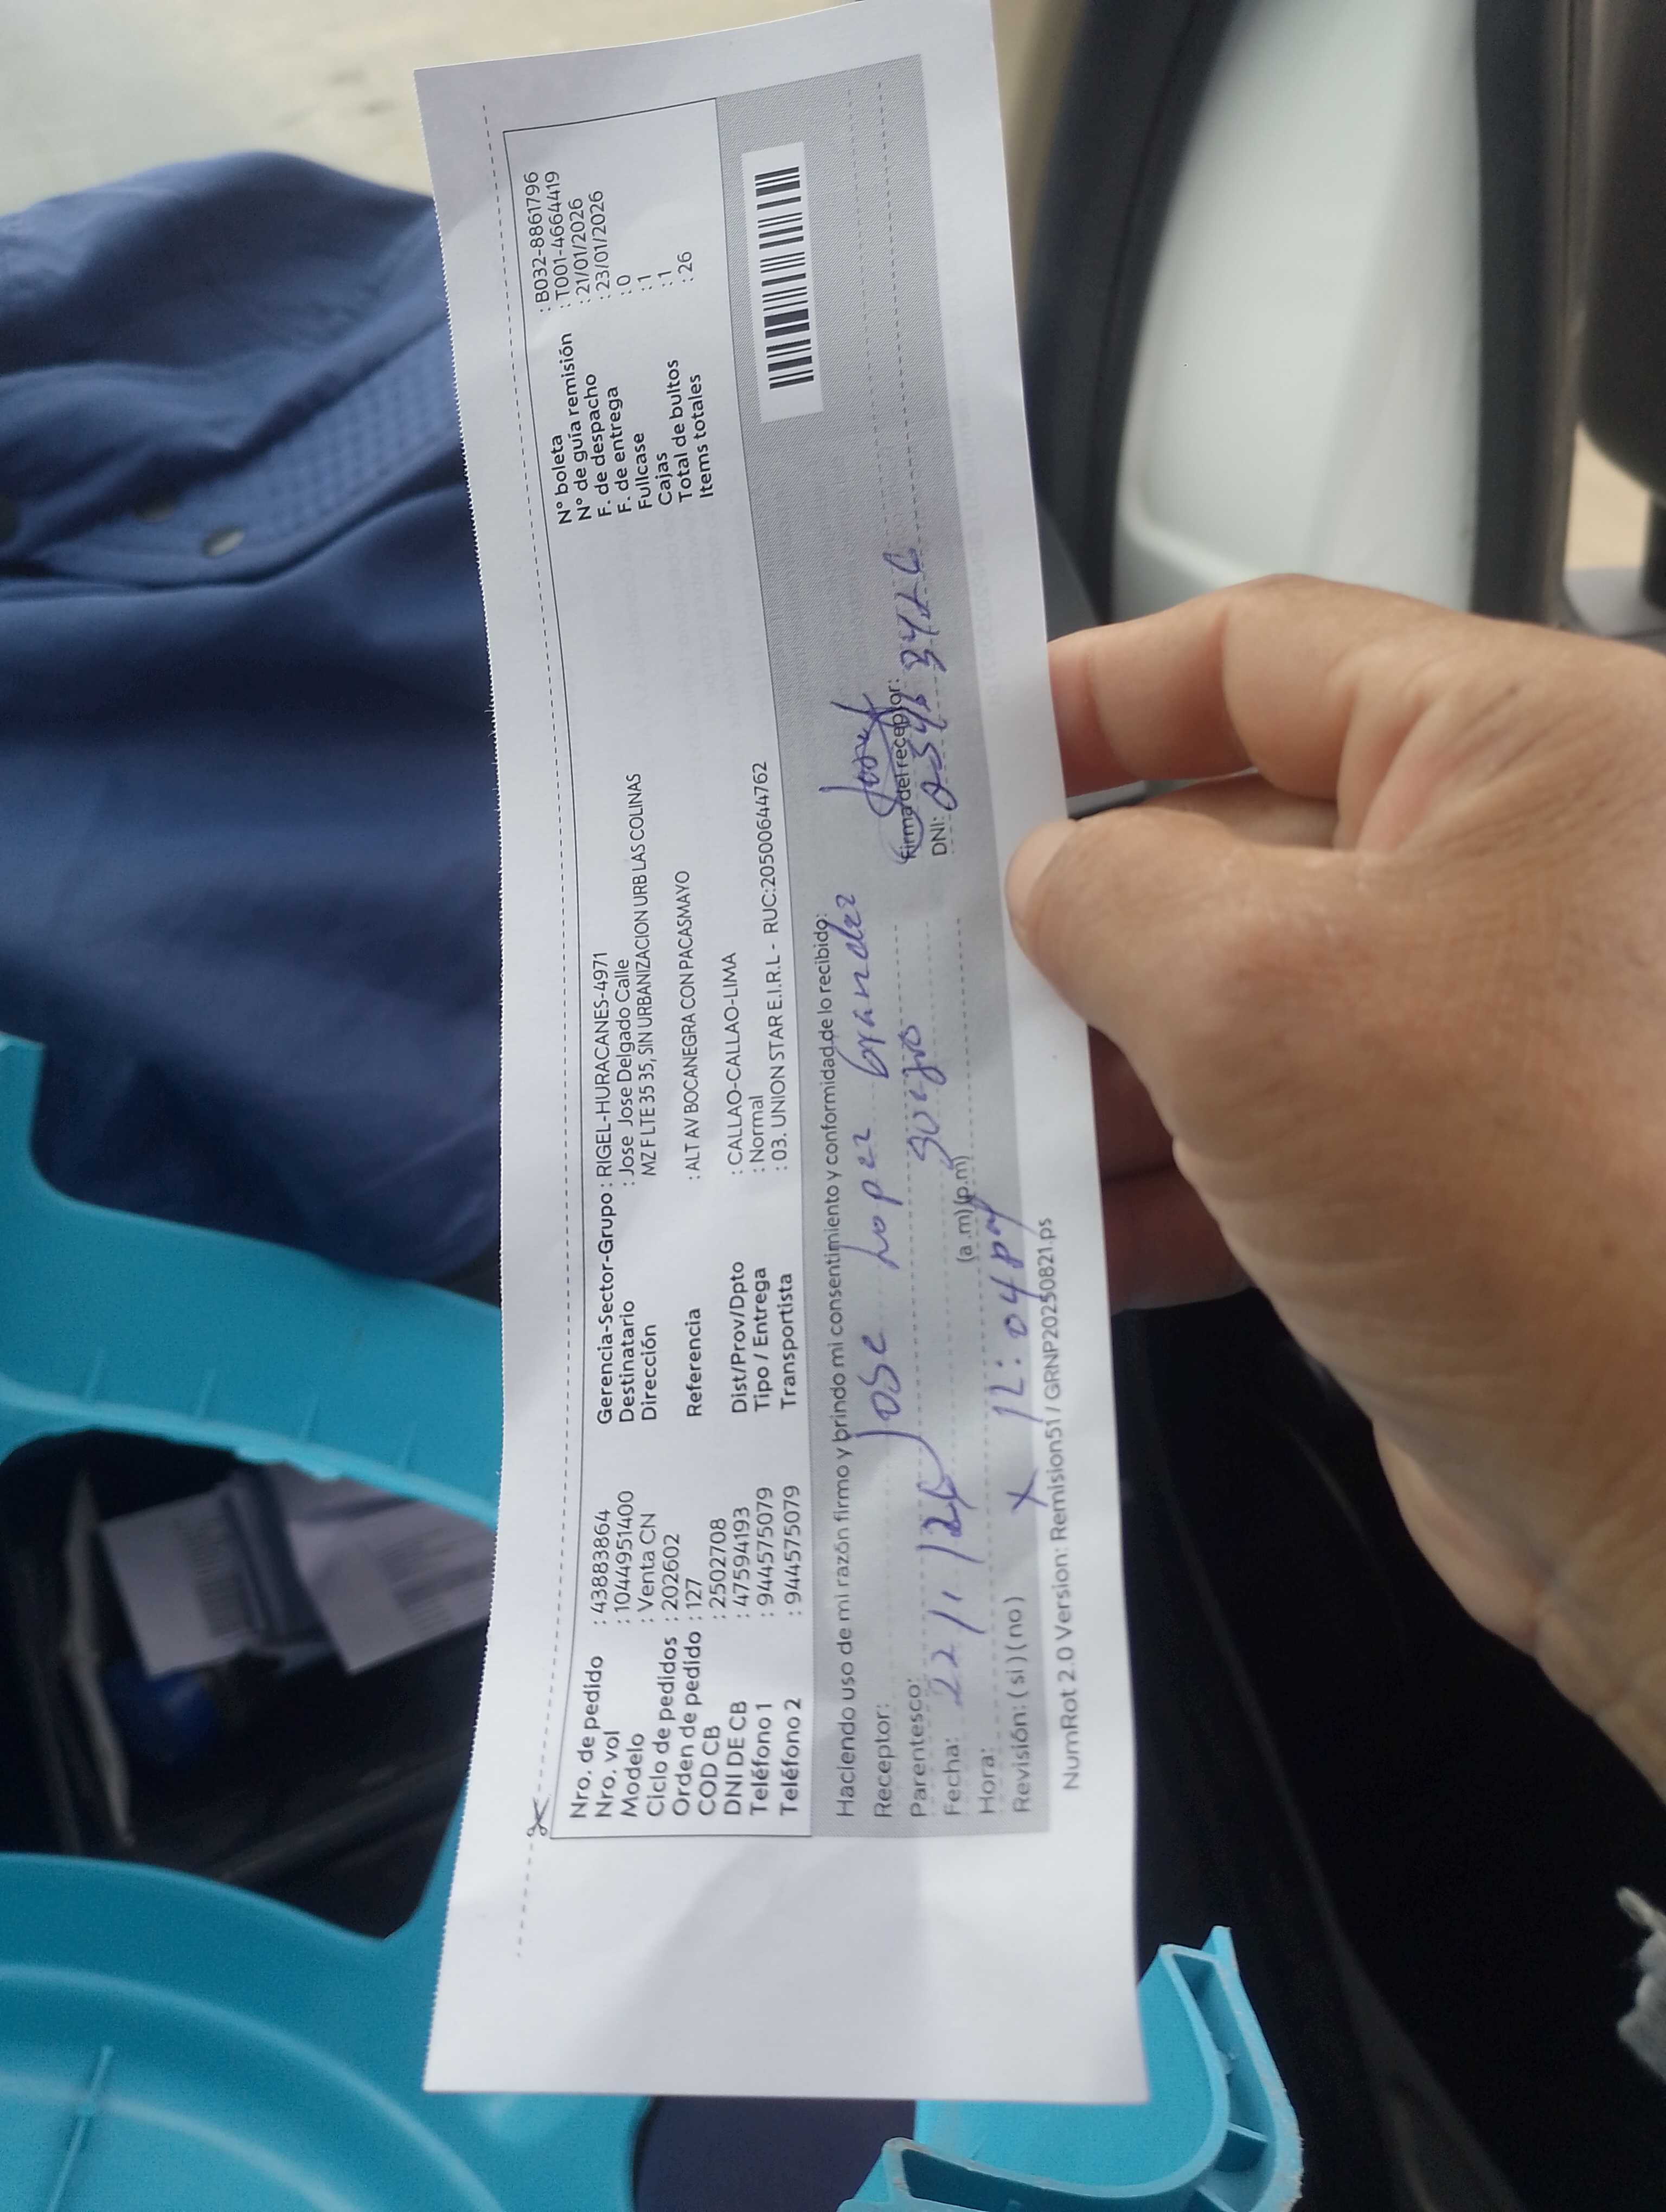 Nro. de pedido : 43883864
Nro. vol : 1044951400
Modelo : Venta CN
Ciclo de pedidos : 202602
Orden de pedido : 127
COD CB : 2502708
DNI DE CB : 47594193
Teléfono 1 : 944575079
Teléfono 2 : 944575079
Gerencia-Sector-Grupo : RIGEL-HURACANES-4971
Destinatario : Jose Jose Delgado Calle
Dirección MZ F LTE 35 35, SIN URBANIZACION URB LAS COLINAS
Referencia : ALT AV BOCANEGRA CON PACASMAYO
Dist/Prov/Dpto : CALLAO-CALLAO-LIMA
Tipo / Entrega : Normal
Transportista : 03. UNION STAR E.I.R.L - RUC:20500644762
N° boleta : B032-8861796
N° de guía remisión : T001-4664419
F. de despacho : 21/01/2026
F. de entrega : 23/01/2026
Fullcase : 0
Cajas : 1
Total de bultos : 1
Items totales : 26
Haciendo uso de mi razón firmo y brindo mi consentimiento y conformidad de lo recibido:
Receptor: Jose Lopez
Parentesco: suegro
Fecha: 22/1/26
Hora: 12:04 pm (a.m) (p.m)
Revisión: (si) (no) X
Firma del receptor:
DNI:
NumRot 2.0 Version: Remision51 / GRNP20250821.ps